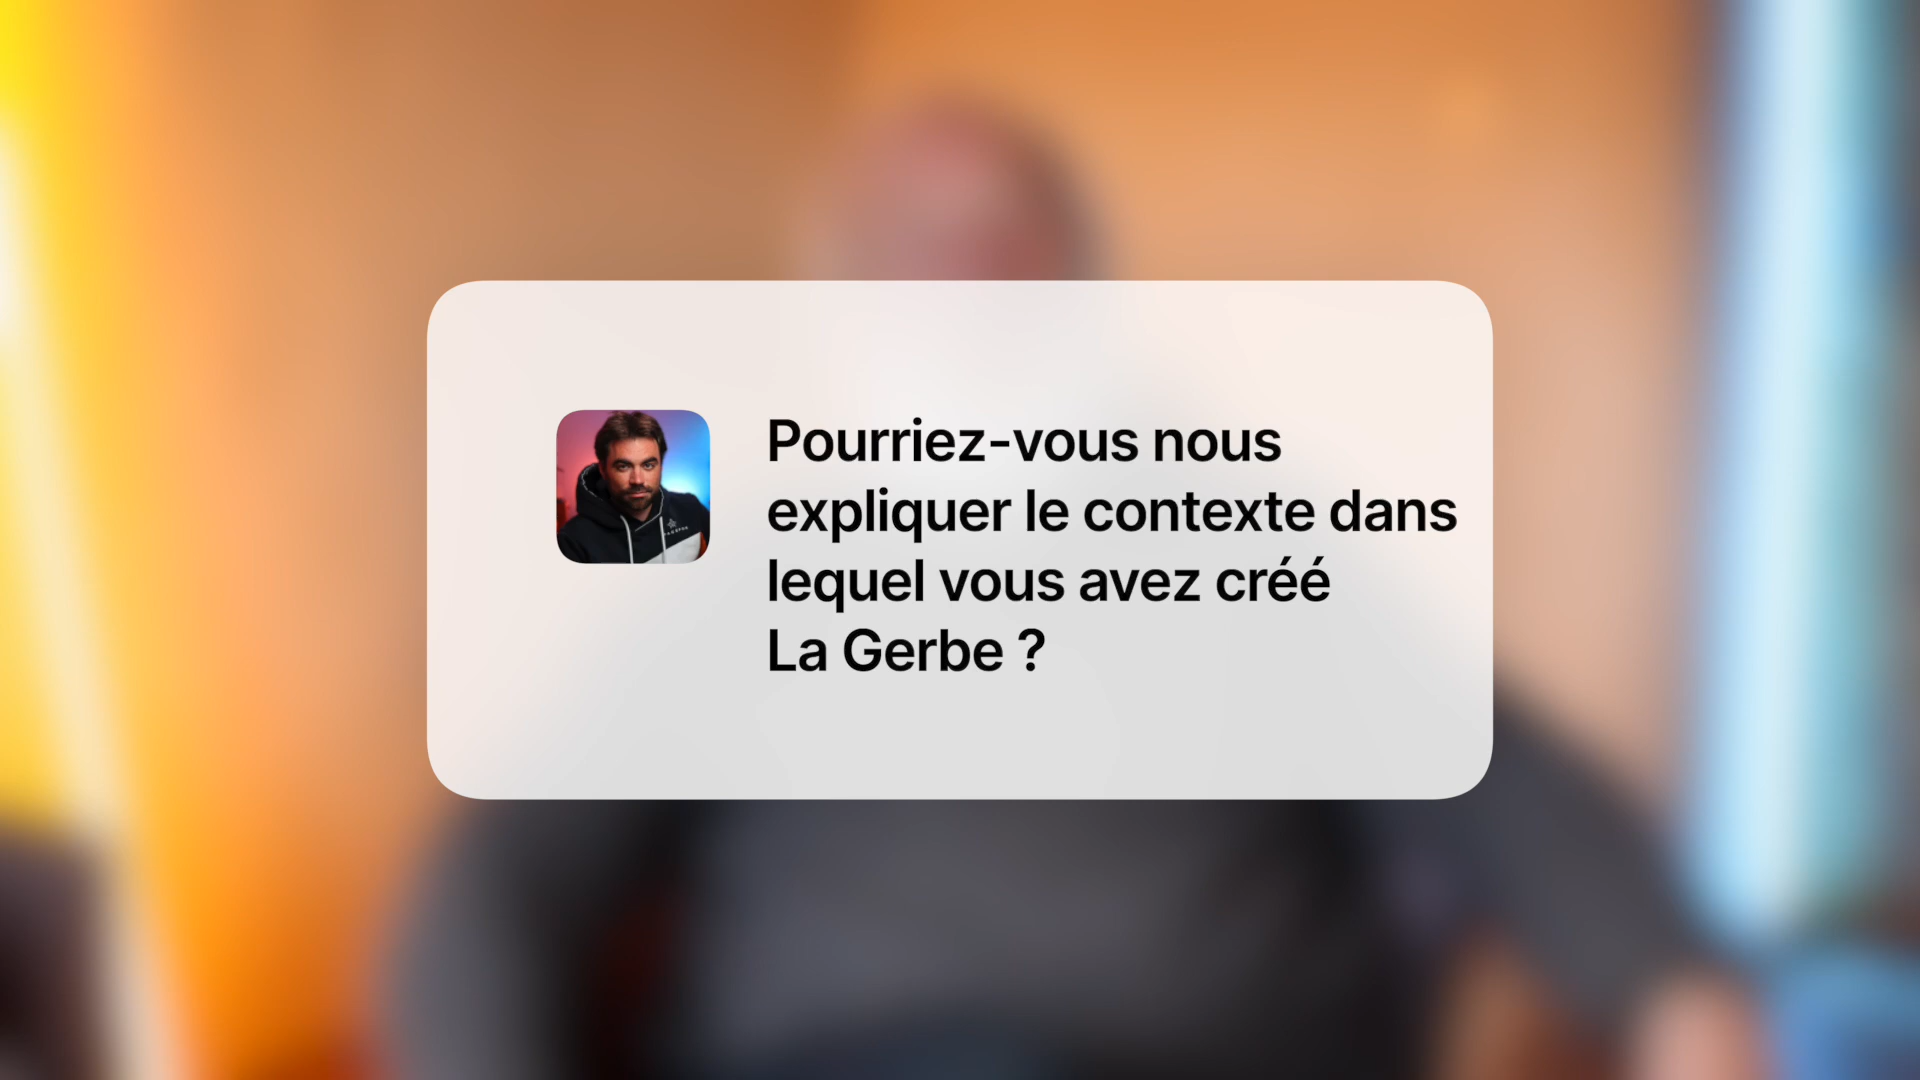 Pourriez-vous nous
expliquer le contexte dans
lequel vous avez créé
La Gerbe ?